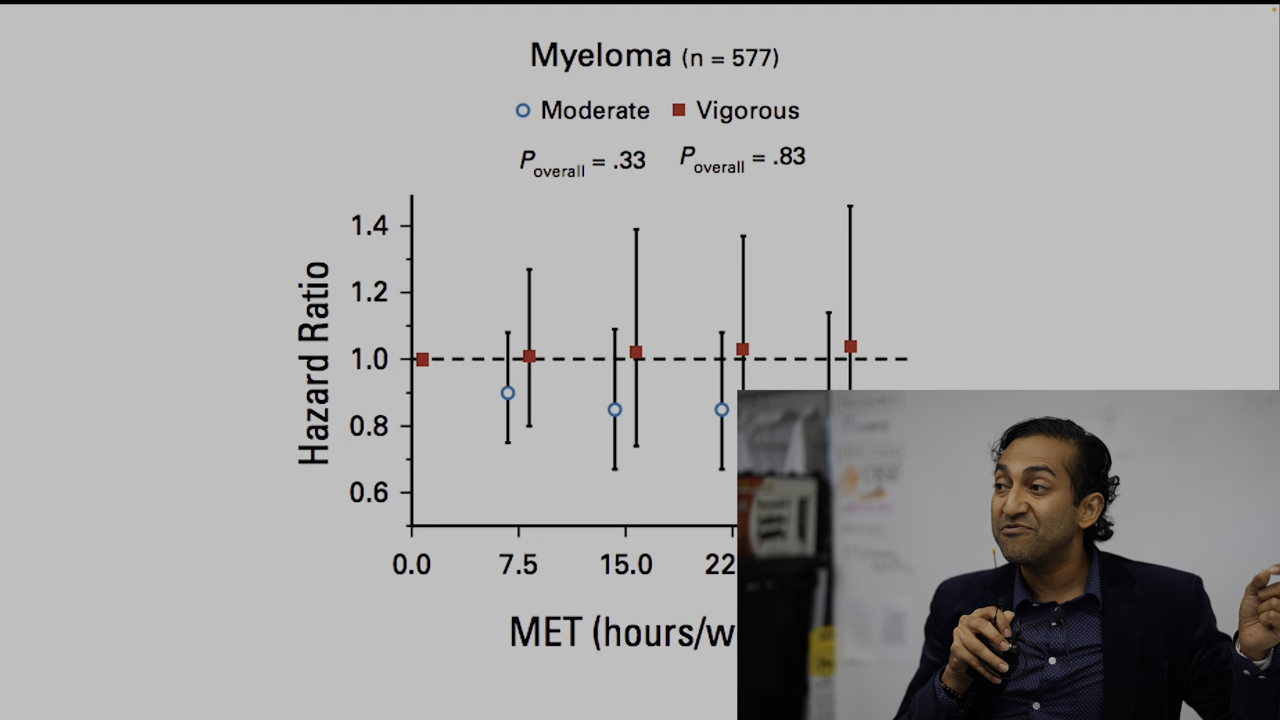 Myeloma (n = 577)
Moderate Vigorous
Poverall = .33 Poverall = .83
1.4
1.2
1.0
0.8
0.6
Hazard Ratio
0.0 7.5 15.0 22
MET (hours/w